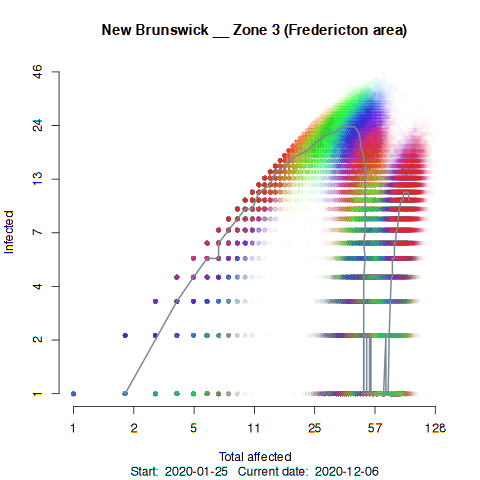 New Brunswick __ Zone 3 (Fredericton area)
46
24
13
7
4
2
1
Infected
1 2 5 11 25 57 128
Total affected
Start: 2020-01-25 Current date: 2020-12-06